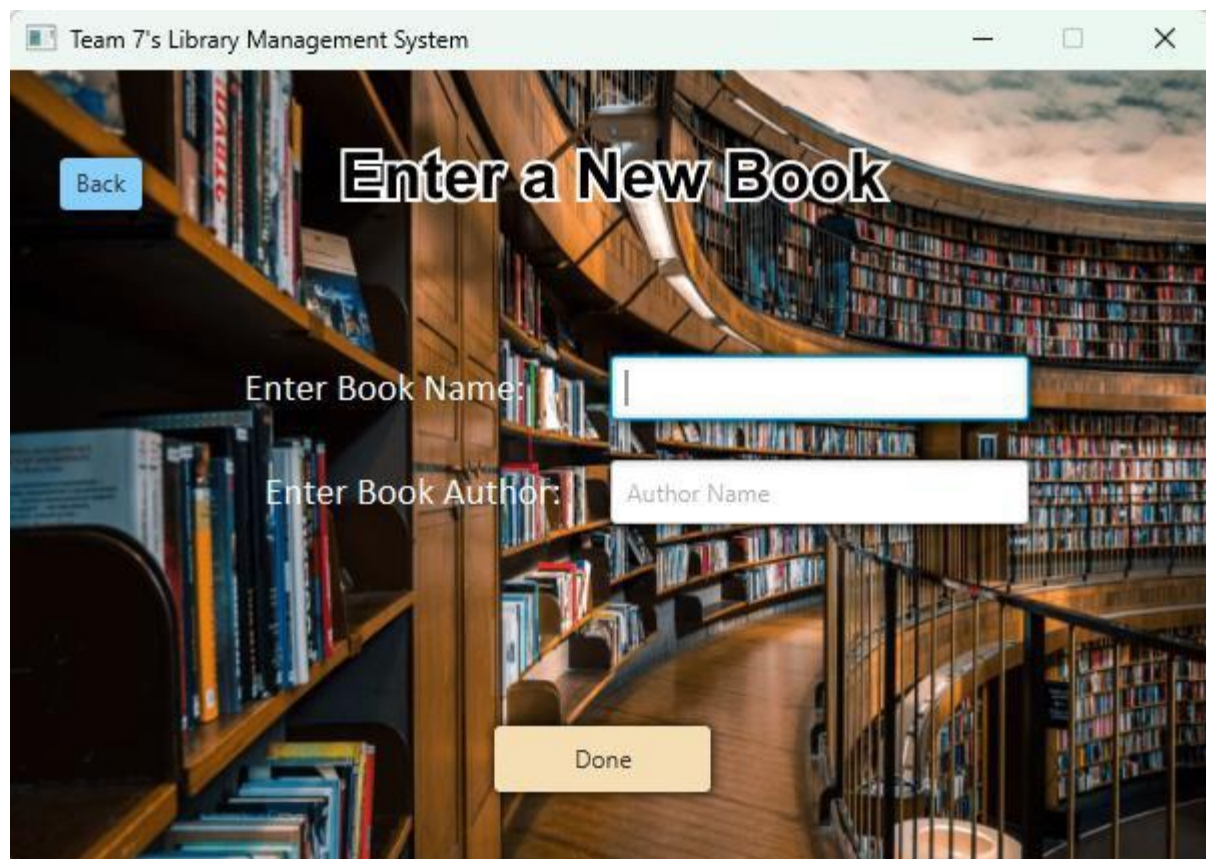 Team 7's Library Management System
Back
Enter a New Book
Enter Book Name:
Enter Book Author:
Author Name
Done